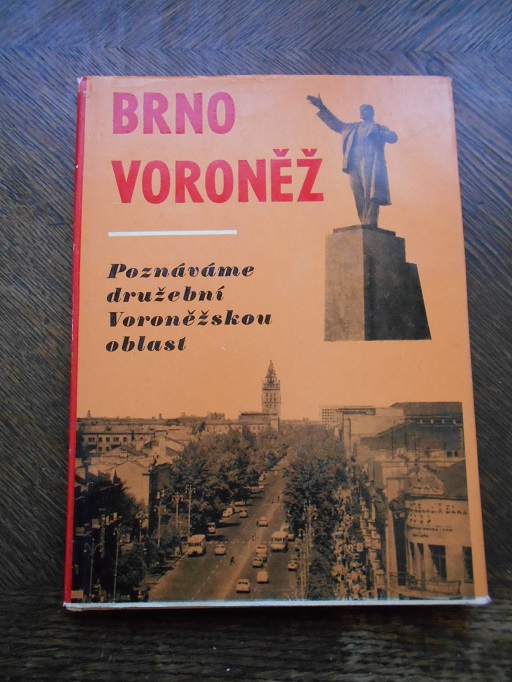 BRNO
VORONĚŽ
Poznáváme
družební
Voroněžskou
oblast